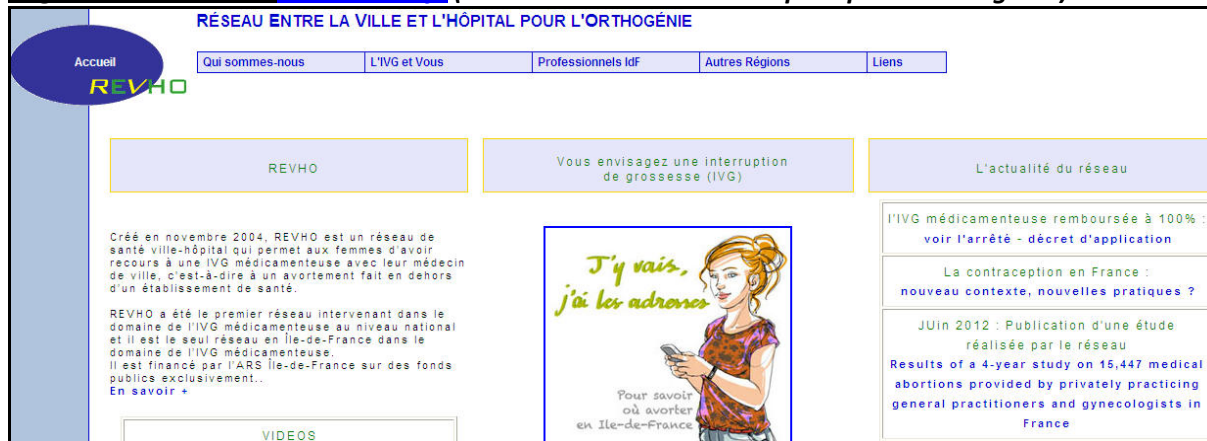 RÉSEAU ENTRE LA VILLE ET L'HÔPITAL POUR L'ORTHOGÉNIE
Accueil
REVHO
Qui sommes-nous
L'IVG et Vous
Professionnels IdF
Autres Régions
Liens
REVHO
Créé en novembre 2004, REVHO est un réseau de
santé ville-hôpital qui permet aux femmes d'avoir
recours à une IVG médicamenteuse avec leur médecin
de ville, c'est-à-dire à un avortement fait en dehors
d'un établissement de santé.
REVHO a été le premier réseau intervenant dans le
domaine de l'IVG médicamenteuse au niveau national
et il est le seul réseau en Île-de-France dans le
domaine de l'IVG médicamenteuse.
Il est financé par l'ARS Île-de-France sur des fonds
publics exclusivement..
En savoir +
VIDEOS
Vous envisagez une interruption
de grossesse (IVG)
J'y vais,
j'ai les adresses
Pour savoir
où avorter
en Ile-de-France
L'actualité du réseau
l'IVG médicamenteuse remboursée à 100% :
voir l'arrêté - décret d'application
La contraception en France :
nouveau contexte, nouvelles pratiques ?
JUin 2012 : Publication d'une étude
réalisée par le réseau
Results of a 4-year study on 15,447 medical
abortions provided by privately practicing
general practitioners and gynecologists in
France